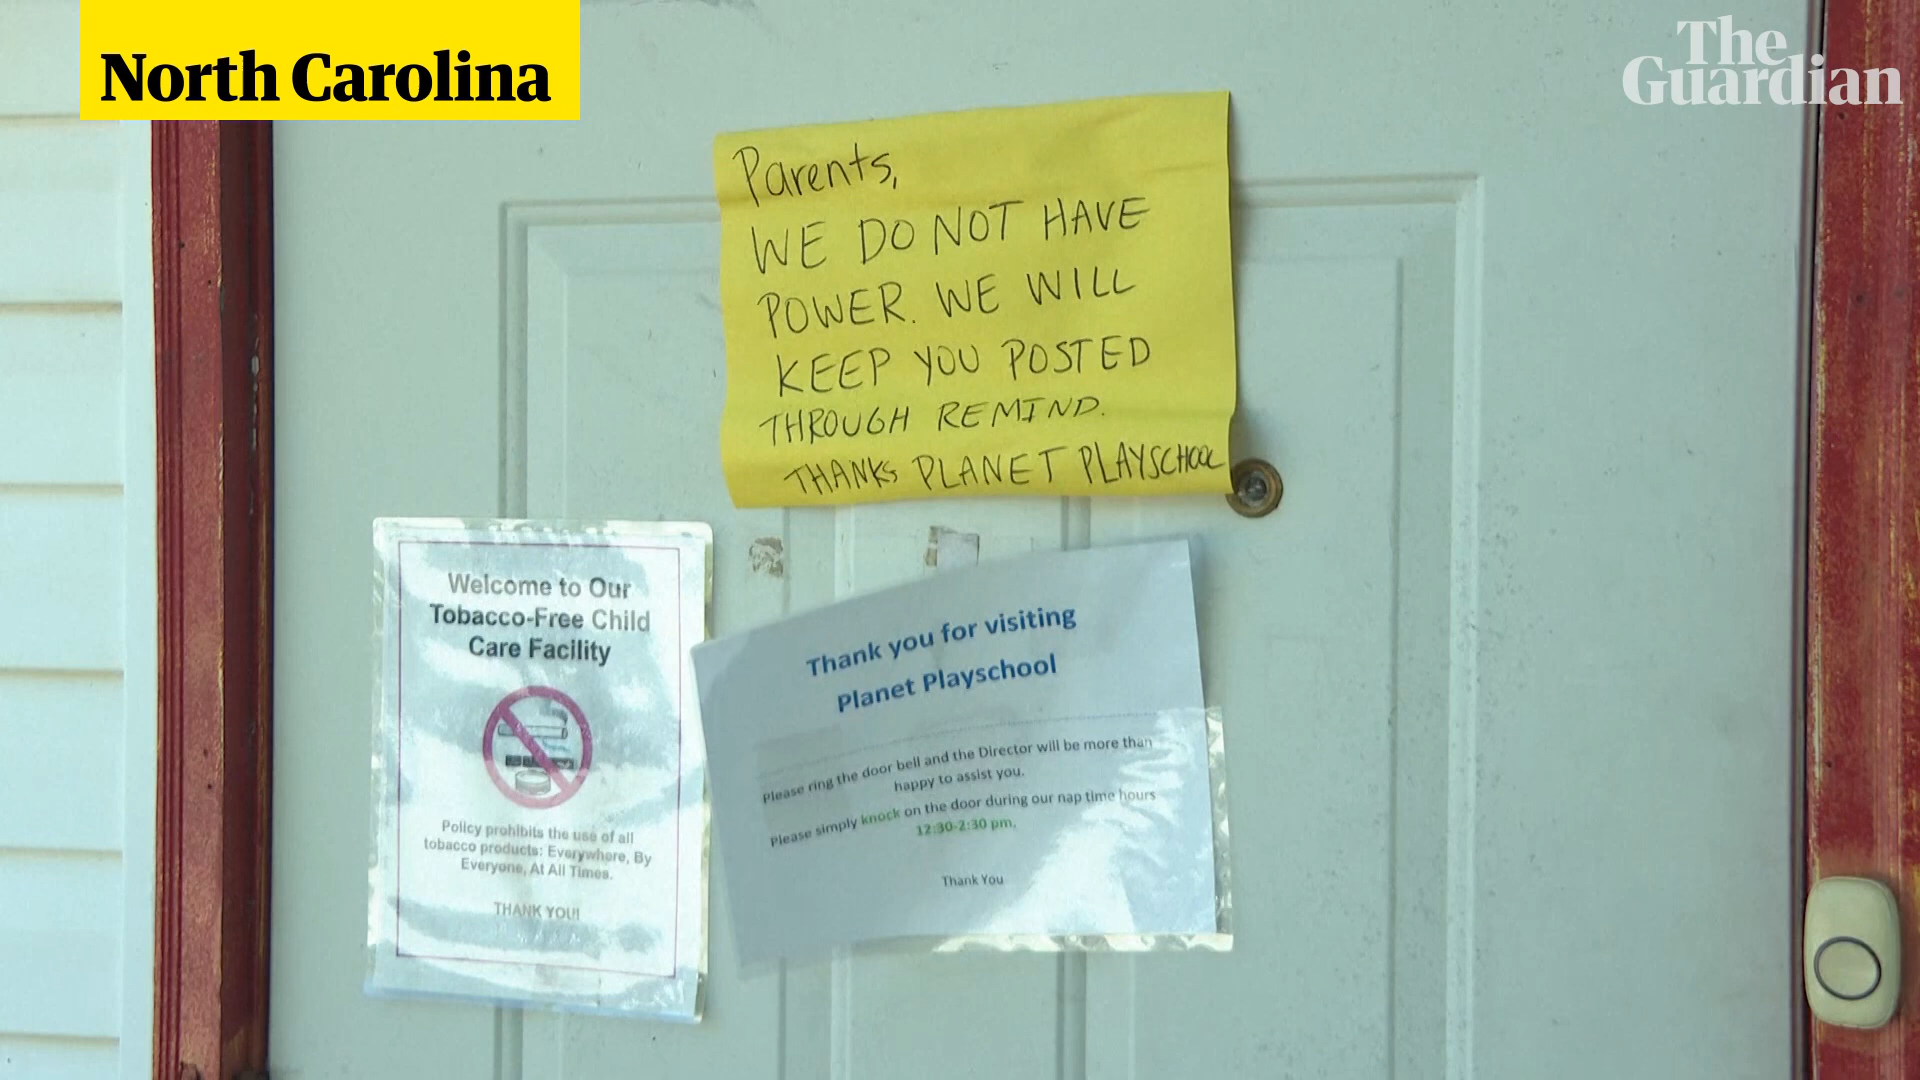 North Carolina
The
Guardian
Parents,
WE DO NOT HAVE
POWER. WE WILL
KEEP YOU POSTED
THROUGH REMIND.
THANKS PLANET PLAYSCHOOL
Welcome to Our
Tobacco-Free Child
Care Facility
Policy prohibits the use of all
tobacco products: Everywhere, By
Everyone, At All Times.
THANK YOU!
Thank you for visiting
Planet Playschool
Please ring the door bell and the Director will be more than
happy to assist you.
Please simply knock on the door during our nap time hours
12:30-2:30 pm.
Thank You